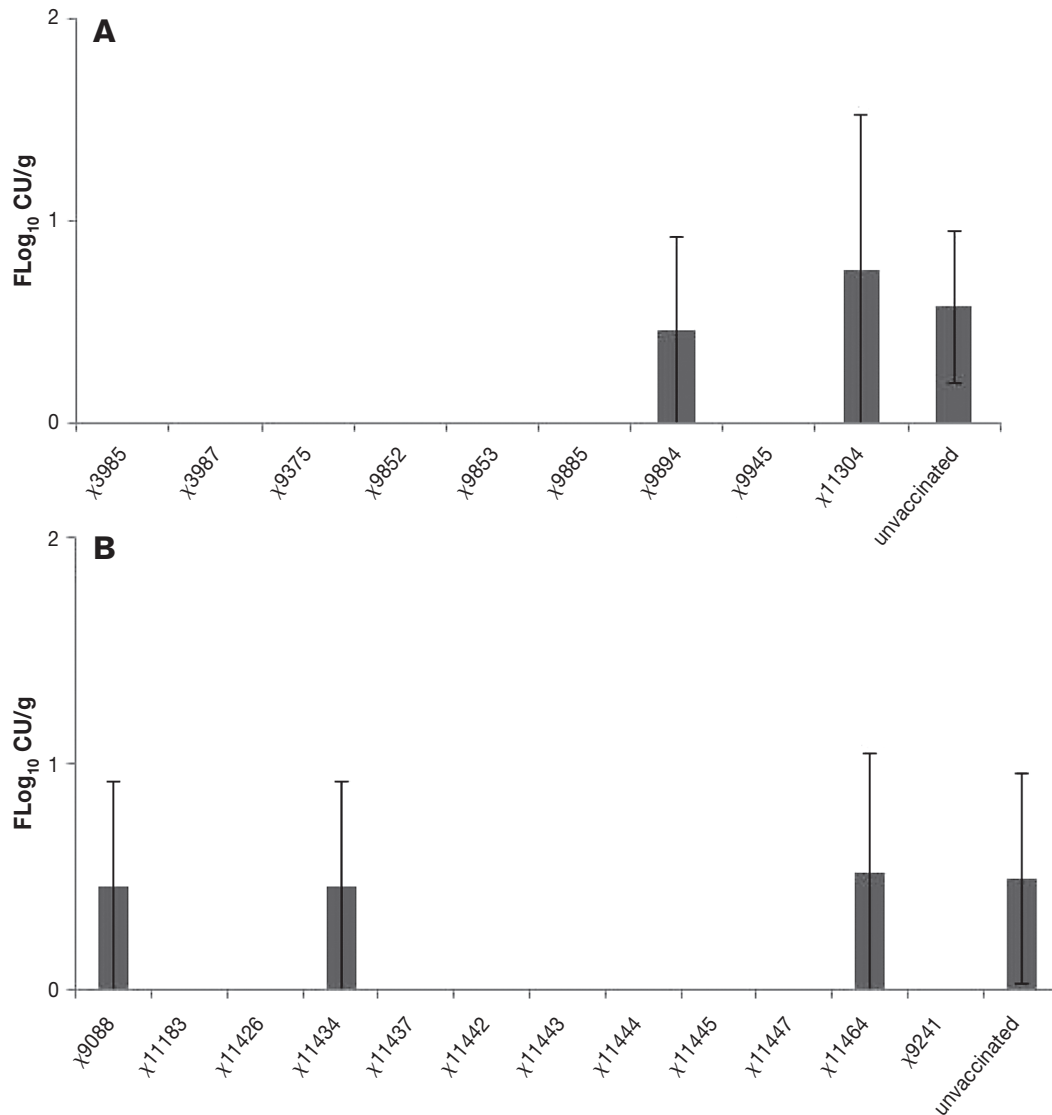 A
2
1
0
FLog₁₀ CU/g
χ3985
χ3987
χ9375
χ9852
χ9853
χ9885
χ9894
χ9945
χ11304
unvaccinated
B
2
1
0
FLog₁₀ CU/g
χ9088
χ11183
χ11426
χ11434
χ11437
χ11442
χ11443
χ11444
χ11445
χ11447
χ11464
χ9241
unvaccinated